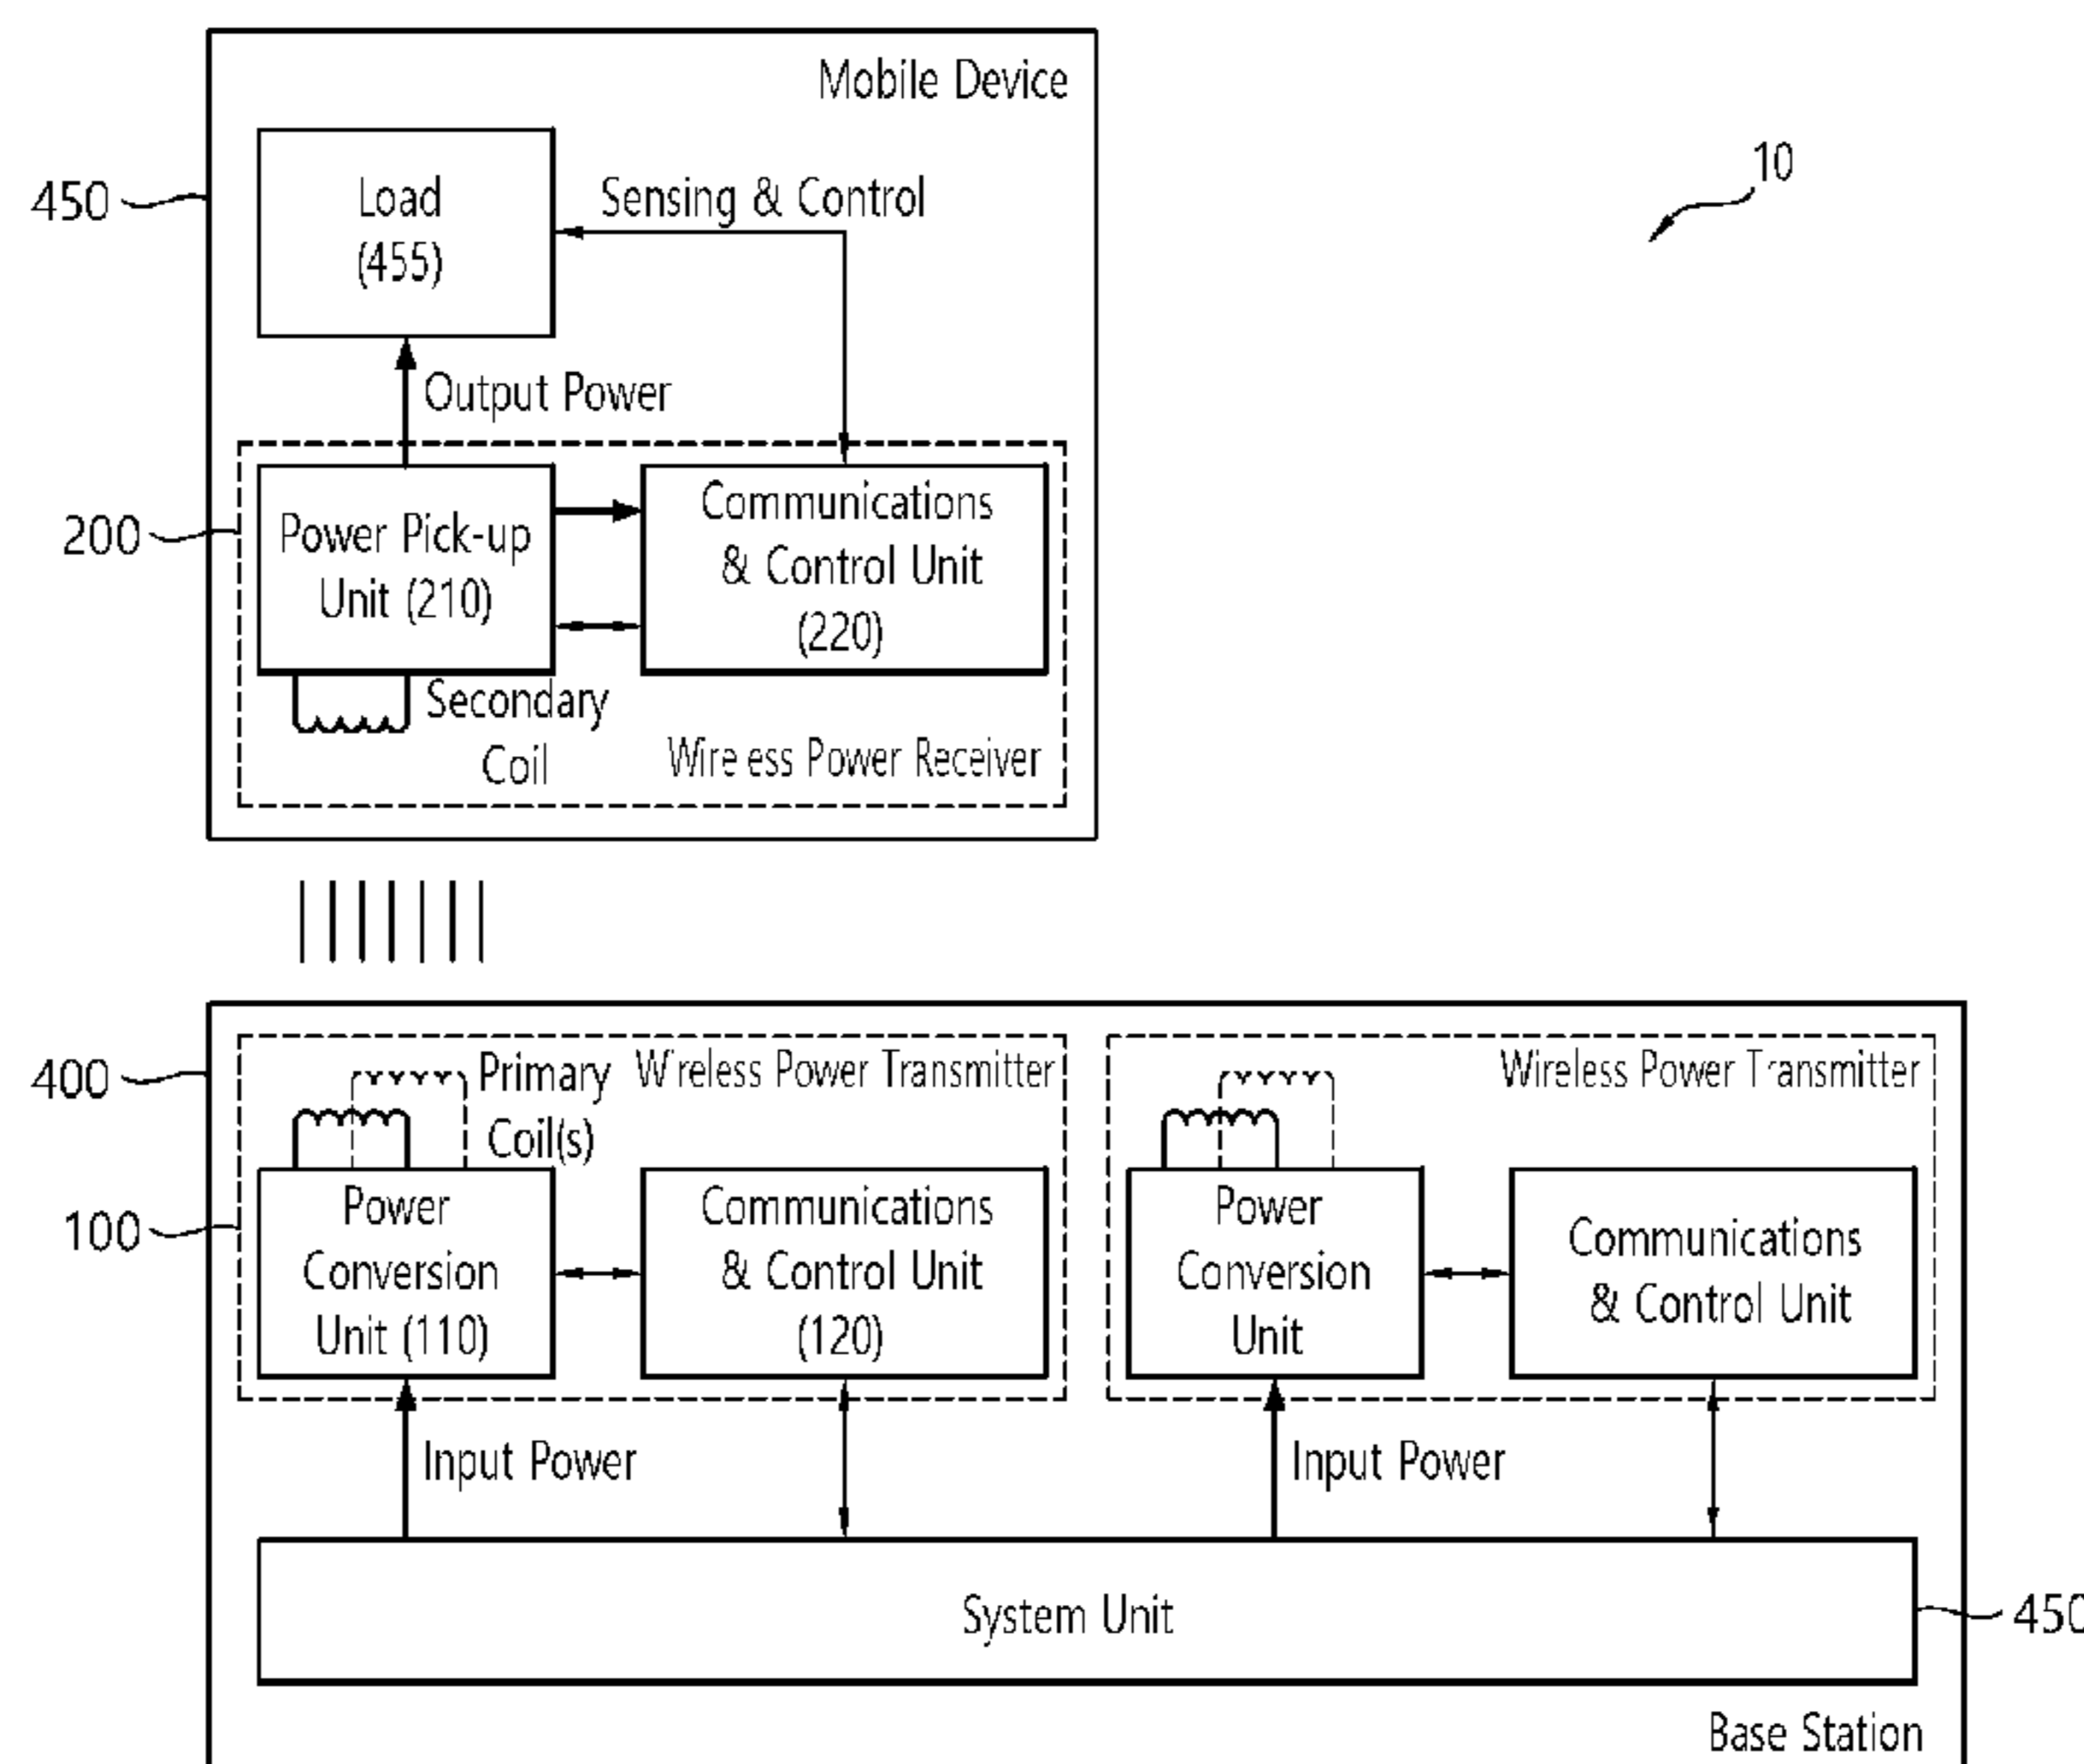 Mobile Device
10
450
Load
(455)
Sensing & Control
Output Power
200
Power Pick-up
Unit (210)
Communications
& Control Unit
(220)
Secondary
Coil
Wire ess Power Receiver
400
Primary
Coil(s)
Wireless Power Transmitter
Wireless Power Transmitter
100
Power
Conversion
Unit (110)
Communications
& Control Unit
(120)
Power
Conversion
Unit
Communications
& Control Unit
Input Power
Input Power
System Unit
450
Base Station